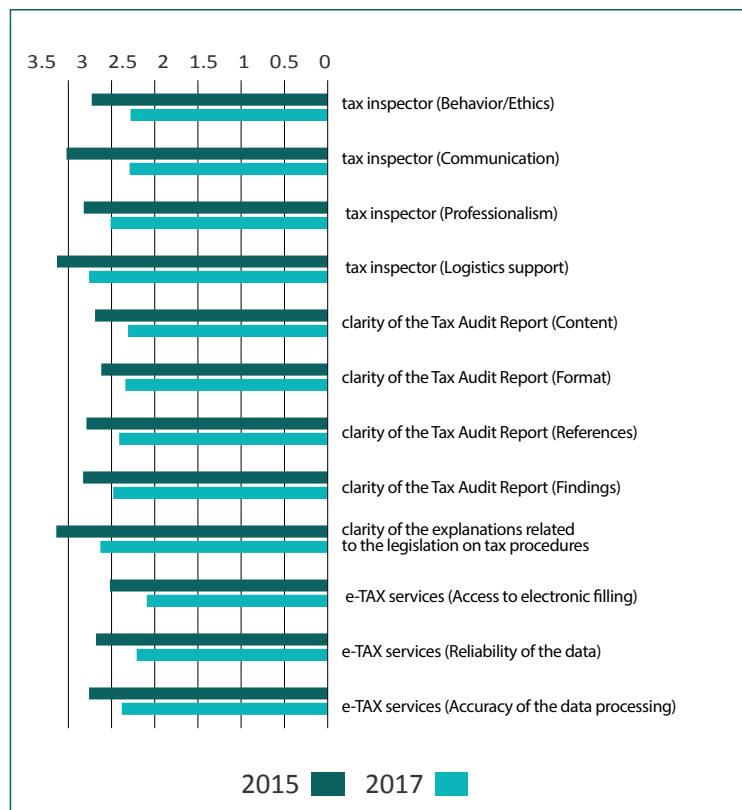 3.5 3 2.5 2 1.5 1 0.5 0
tax inspector (Behavior/Ethics)
tax inspector (Communication)
tax inspector (Professionalism)
tax inspector (Logistics support)
clarity of the Tax Audit Report (Content)
clarity of the Tax Audit Report (Format)
clarity of the Tax Audit Report (References)
clarity of the Tax Audit Report (Findings)
clarity of the explanations related
to the legislation on tax procedures
e-TAX services (Access to electronic filling)
e-TAX services (Reliability of the data)
e-TAX services (Accuracy of the data processing)
2015 2017